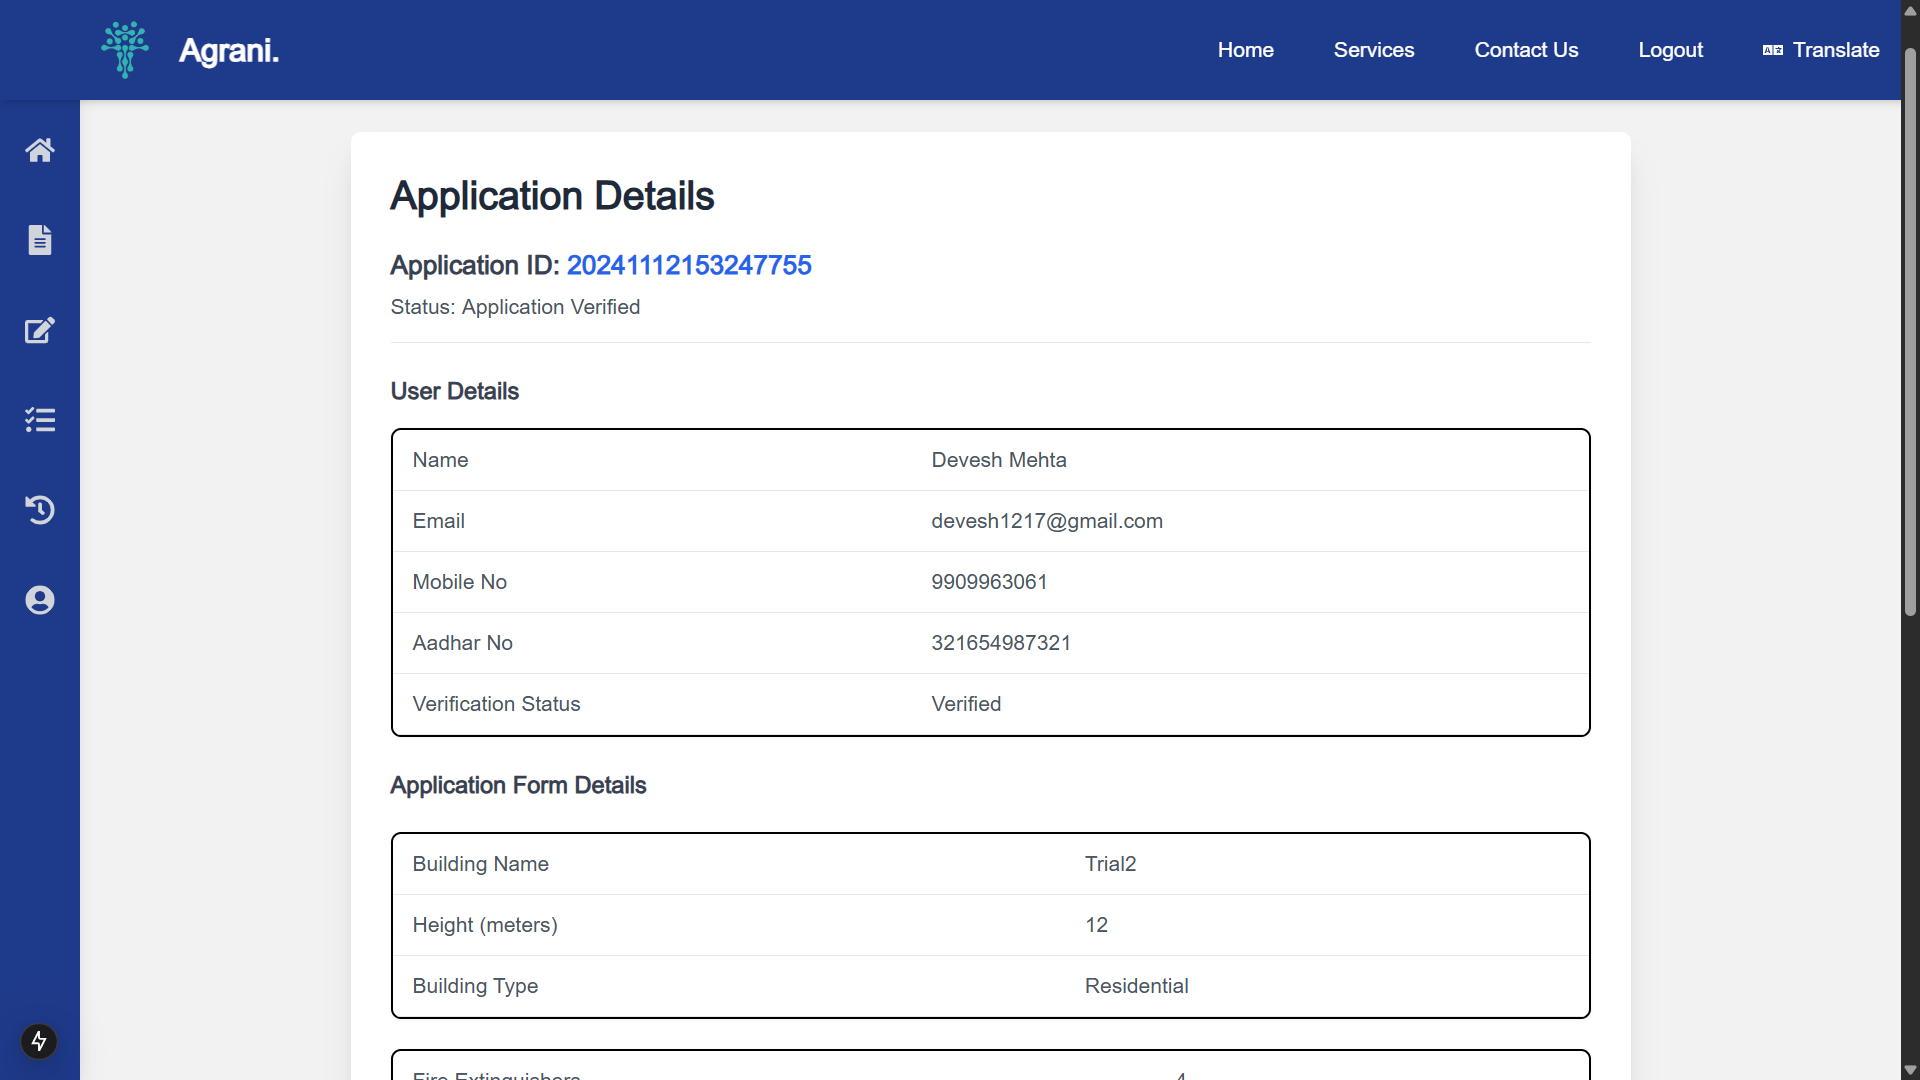 Agrani.
Home Services Contact Us Logout Translate
Application Details
Application ID: 20241112153247755
Status: Application Verified
User Details
Name Devesh Mehta
Email devesh1217@gmail.com
Mobile No 9909963061
Aadhar No 321654987321
Verification Status Verified
Application Form Details
Building Name Trial2
Height (meters) 12
Building Type Residential
Fire Extinguishers 4